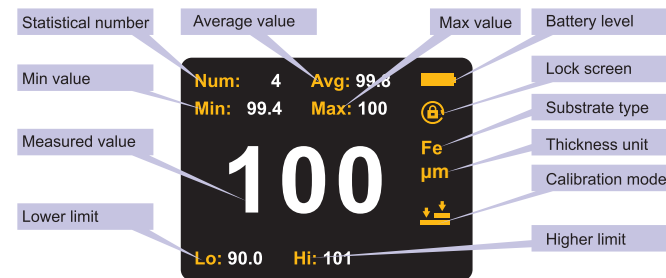 Statistical number
Average value
Max value
Battery level
Num: 4 Avg: 99.8
Lock screen
Min value
Min: 99.4 Max: 100
Substrate type
Fe
Measured value
100
Thickness unit
µm
Calibration mode
Lower limit
Higher limit
Lo: 90.0 Hi: 101